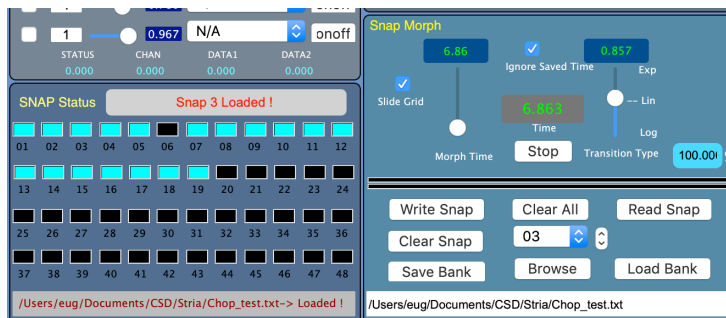 1 0.967 N/A onoff
STATUS CHAN DATA1 DATA2
0.000 0.000 0.000 0.000
SNAP Status Snap 3 Loaded !
01 02 03 04 05 06 07 08 09 10 11 12
13 14 15 16 17 18 19 20 21 22 23 24
25 26 27 28 29 30 31 32 33 34 35 36
37 38 39 40 41 42 43 44 45 46 47 48
/Users/eug/Documents/CSD/Stria/Chop_test.txt-> Loaded !
Snap Morph
6.86 0.857
Ignore Saved Time Exp
Slide Grid -- Lin
6.863
Time Log
Morph Time Stop Transition Type 100.00
Write Snap Clear All Read Snap
Clear Snap 03
Save Bank Browse Load Bank
/Users/eug/Documents/CSD/Stria/Chop_test.txt